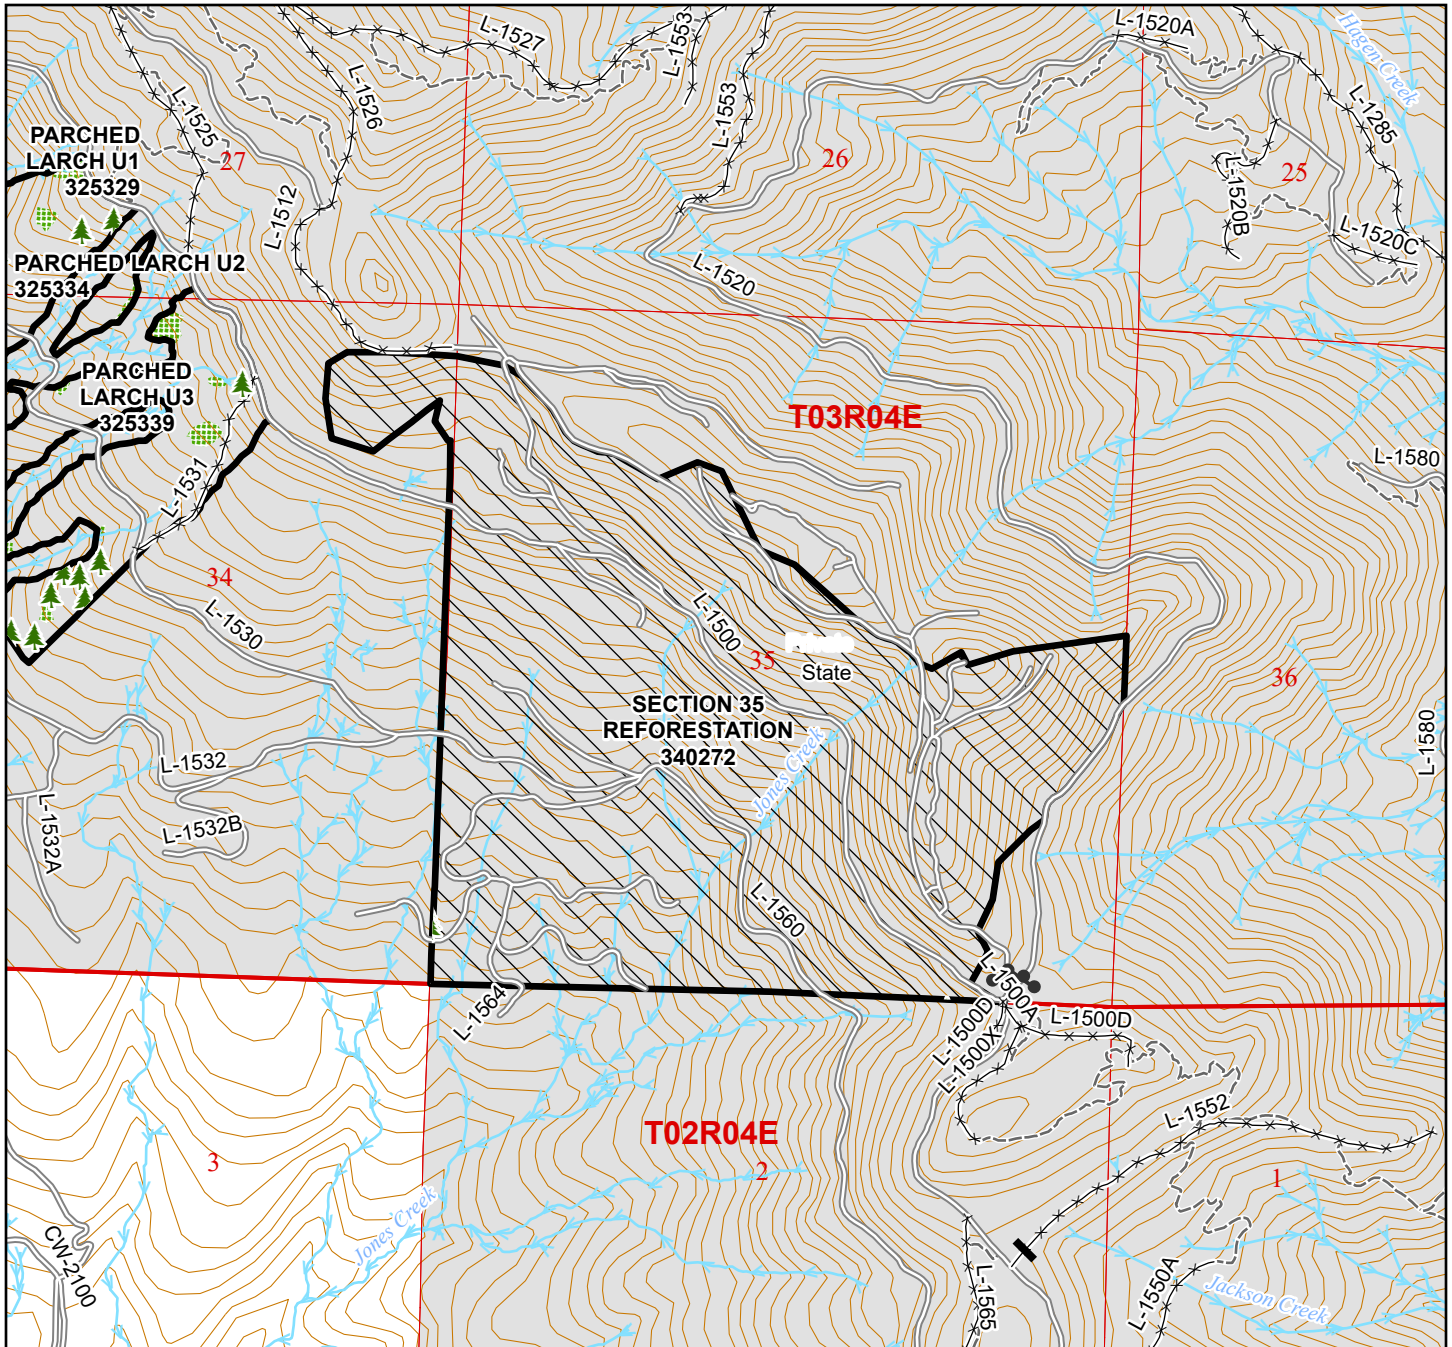 L-1527
L-1553
L-1520A
Hagen Creek
L-1525
L-1526
L-1553
L-1285
PARCHED
LARCH U1
325329
27
26
25
L-1512
L-1520B
L-1520C
PARCHED LARCH U2
325334
L-1520
PARCHED
LARCH U3
325339
T03R04E
L-1580
L-1531
34
L-1530
L-1500
35
State
36
SECTION 35
REFORESTATION
340272
Jones Creek
L-1580
L-1532
L-1532A
L-1532B
L-1560
L-1564
L-1500A
L-1500D
L-1500X
L-1500D
L-1552
T02R04E
3
2
1
Jones Creek
CW-2100
L-1565
L-1550A
Jackson Creek